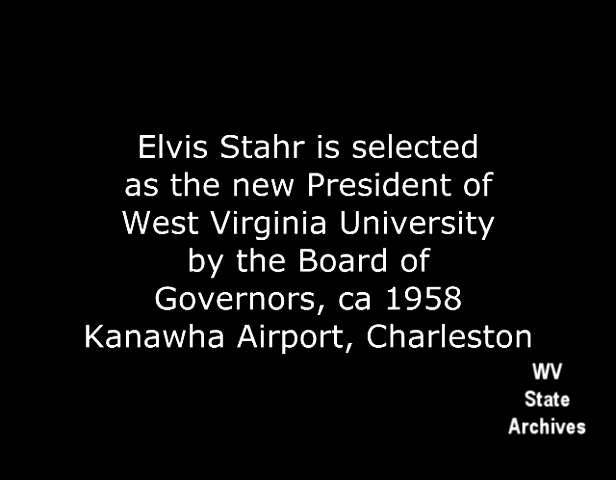 Elvis Stahr is selected
as the new President of
West Virginia University
by the Board of
Governors, ca 1958
Kanawha Airport, Charleston
WV
State
Archives